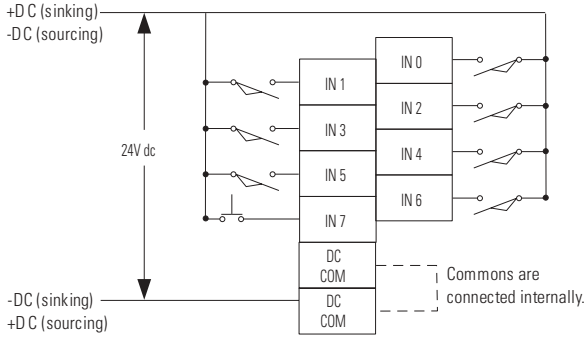 +DC (sinking)
-DC (sourcing)
24V dc
-DC (sinking)
+DC (sourcing)
IN 1
IN 3
IN 5
IN 7
DC
COM
DC
COM
IN 0
IN 2
IN 4
IN 6
Commons are
connected internally.